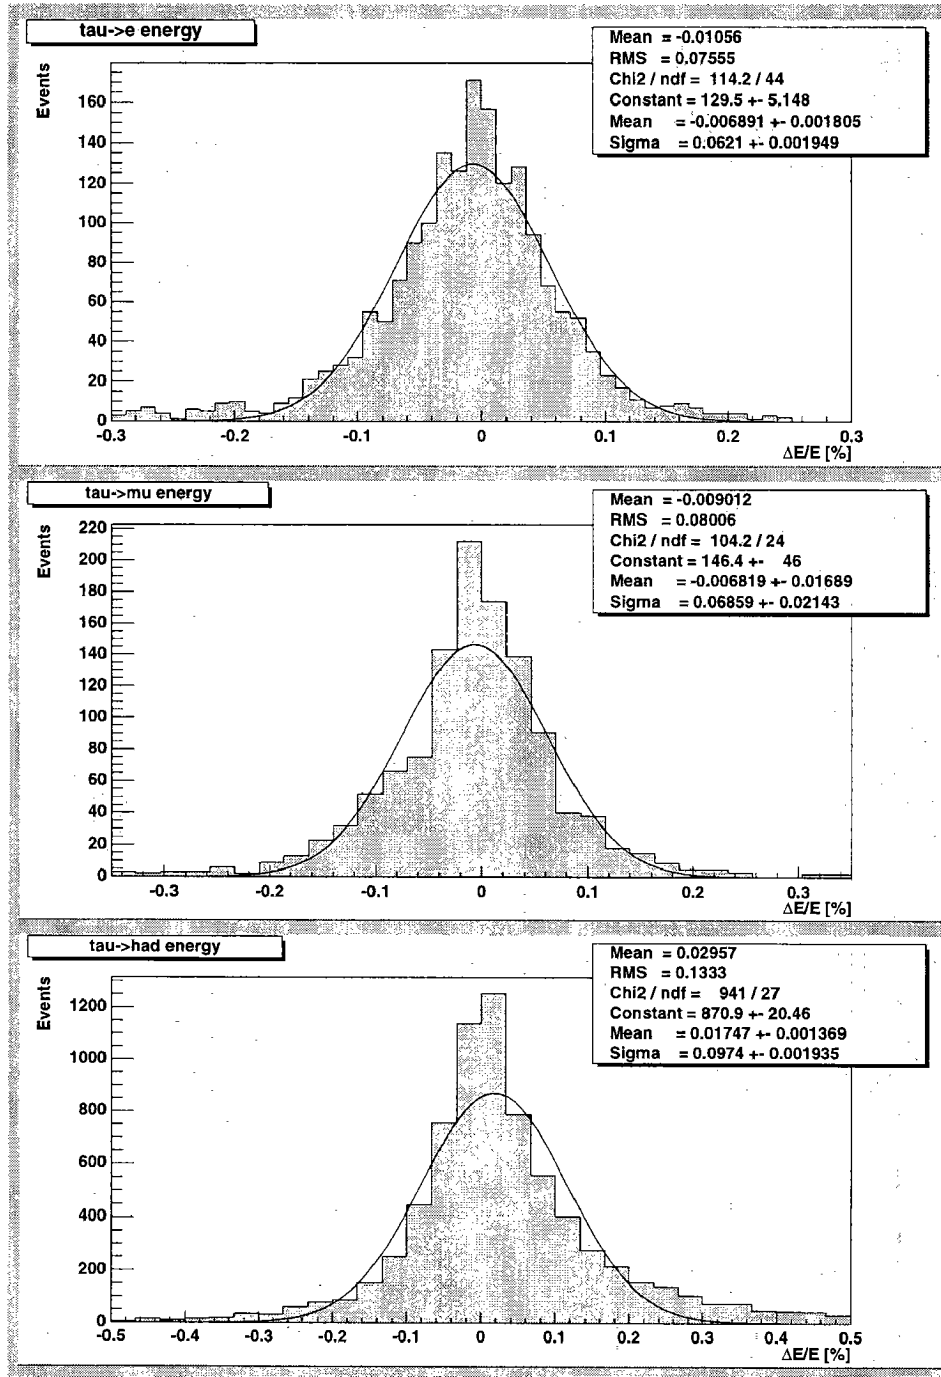 tau->e energy
Mean = -0.01056
RMS = 0.07555
Chi2 / ndf = 114.2 / 44
Constant = 129.5 +- 5.148
Mean = -0.006891 +- 0.001805
Sigma = 0.0621 +- 0.001949
Events
160
140
120
100
80
60
40
20
0
-0.3 -0.2 -0.1 0 0.1 0.2 0.3
ΔE/E [%]
tau->mu energy
Mean = -0.009012
RMS = 0.08006
Chi2 / ndf = 104.2 / 24
Constant = 146.4 +- 46
Mean = -0.006819 +- 0.01689
Sigma = 0.06859 +- 0.02143
Events
220
200
180
160
140
120
100
80
60
40
20
0
-0.3 -0.2 -0.1 0 0.1 0.2 0.3
ΔE/E [%]
tau->had energy
Mean = 0.02957
RMS = 0.1333
Chi2 / ndf = 941 / 27
Constant = 870.9 +- 20.46
Mean = 0.01747 +- 0.001369
Sigma = 0.0974 +- 0.001935
Events
1200
1000
800
600
400
200
0
-0.5 -0.4 -0.3 -0.2 -0.1 0 0.1 0.2 0.3 0.4 0.5
ΔE/E [%]